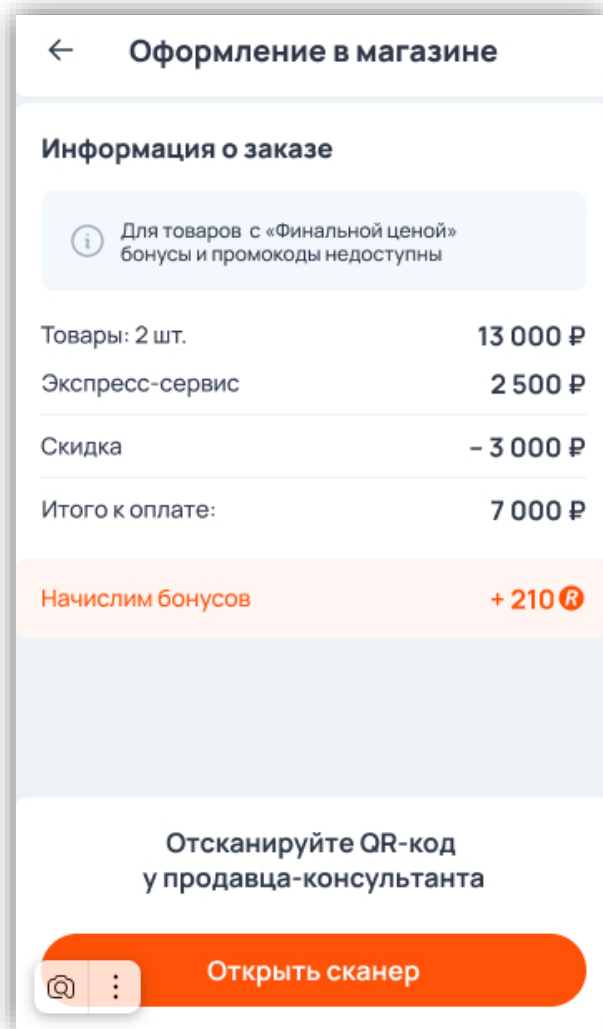 Оформление в магазине
Информация о заказе
Для товаров с «Финальной ценой»
бонусы и промокоды недоступны
Товары: 2 шт. 13 000 ₽
Экспресс-сервис 2 500 ₽
Скидка – 3 000 ₽
Итого к оплате: 7 000 ₽
Начислим бонусов + 210 R
Отсканируйте QR-код
у продавца-консультанта
Открыть сканер